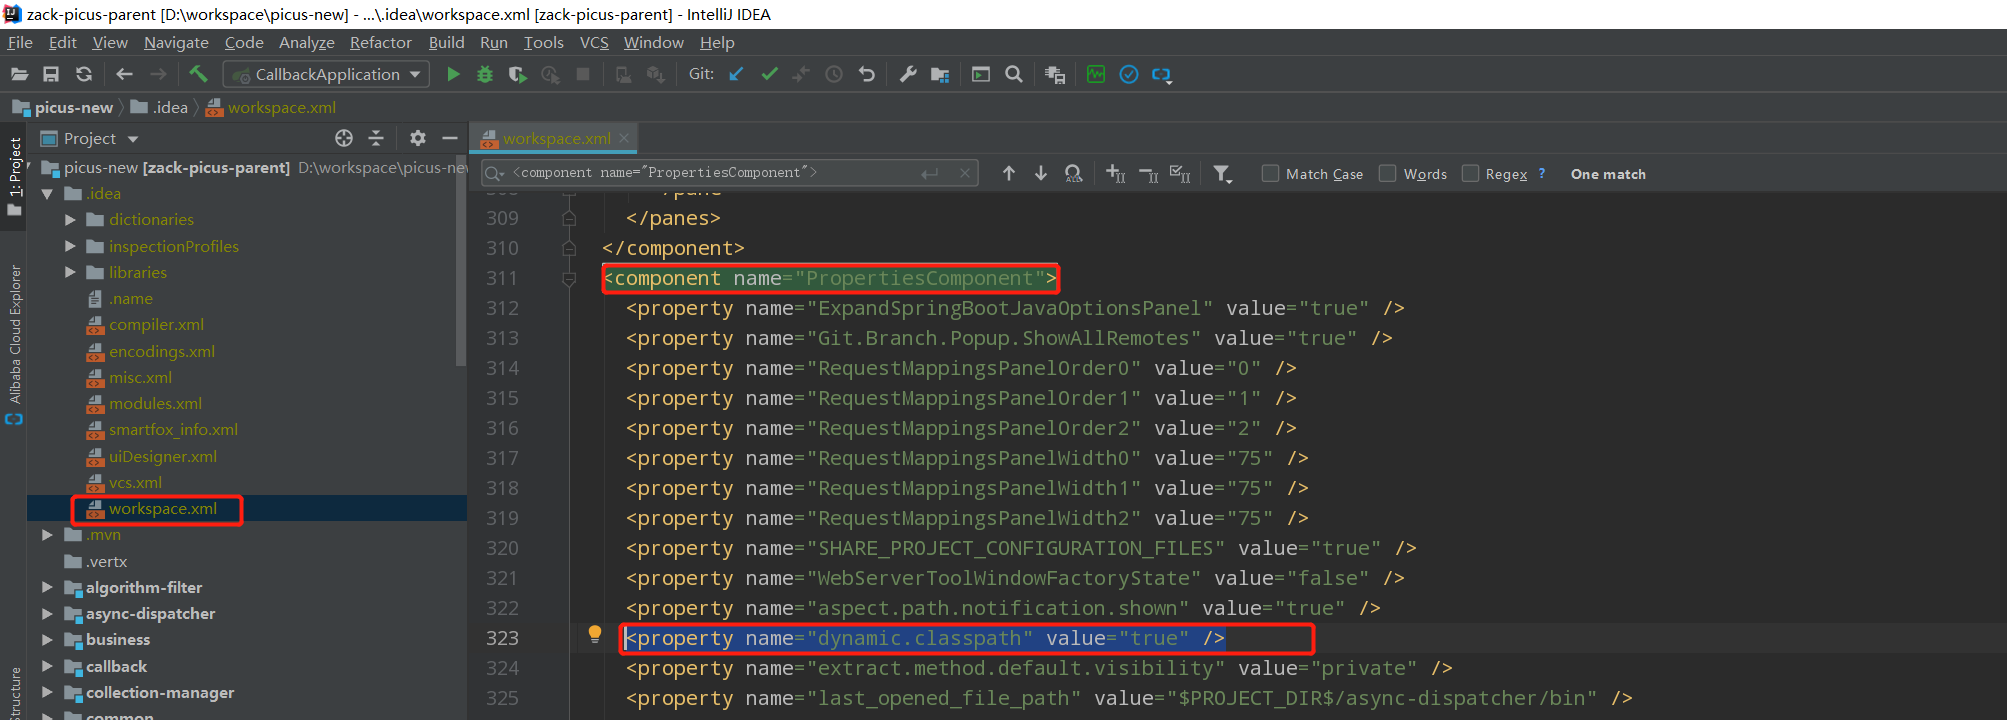 zack-picus-parent [D:\workspace\picus-new] - ...\.idea\workspace.xml [zack-picus-parent] - IntelliJ IDEA
File Edit View Navigate Code Analyze Refactor Build Run Tools VCS Window Help
CallbackApplication Git:
picus-new .idea workspace.xml
Project
workspace.xml
<component name="PropertiesComponent"> Match Case Words Regex ? One match
1: Project
Alibaba Cloud Explorer
Structure
picus-new [zack-picus-parent] D:\workspace\picus-new
.idea
dictionaries
inspectionProfiles
libraries
.name
compiler.xml
encodings.xml
misc.xml
modules.xml
smartfox_info.xml
uiDesigner.xml
vcs.xml
workspace.xml
.mvn
.vertx
algorithm-filter
async-dispatcher
business
callback
collection-manager
common
309 </panes>
310 </component>
311 <component name="PropertiesComponent">
312 <property name="ExpandSpringBootJavaOptionsPanel" value="true" />
313 <property name="Git.Branch.Popup.ShowAllRemotes" value="true" />
314 <property name="RequestMappingsPanelOrder0" value="0" />
315 <property name="RequestMappingsPanelOrder1" value="1" />
316 <property name="RequestMappingsPanelOrder2" value="2" />
317 <property name="RequestMappingsPanelWidth0" value="75" />
318 <property name="RequestMappingsPanelWidth1" value="75" />
319 <property name="RequestMappingsPanelWidth2" value="75" />
320 <property name="SHARE_PROJECT_CONFIGURATION_FILES" value="true" />
321 <property name="WebServerToolWindowFactoryState" value="false" />
322 <property name="aspect.path.notification.shown" value="true" />
323 <property name="dynamic.classpath" value="true" />
324 <property name="extract.method.default.visibility" value="private" />
325 <property name="last_opened_file_path" value="$PROJECT_DIR$/async-dispatcher/bin" />